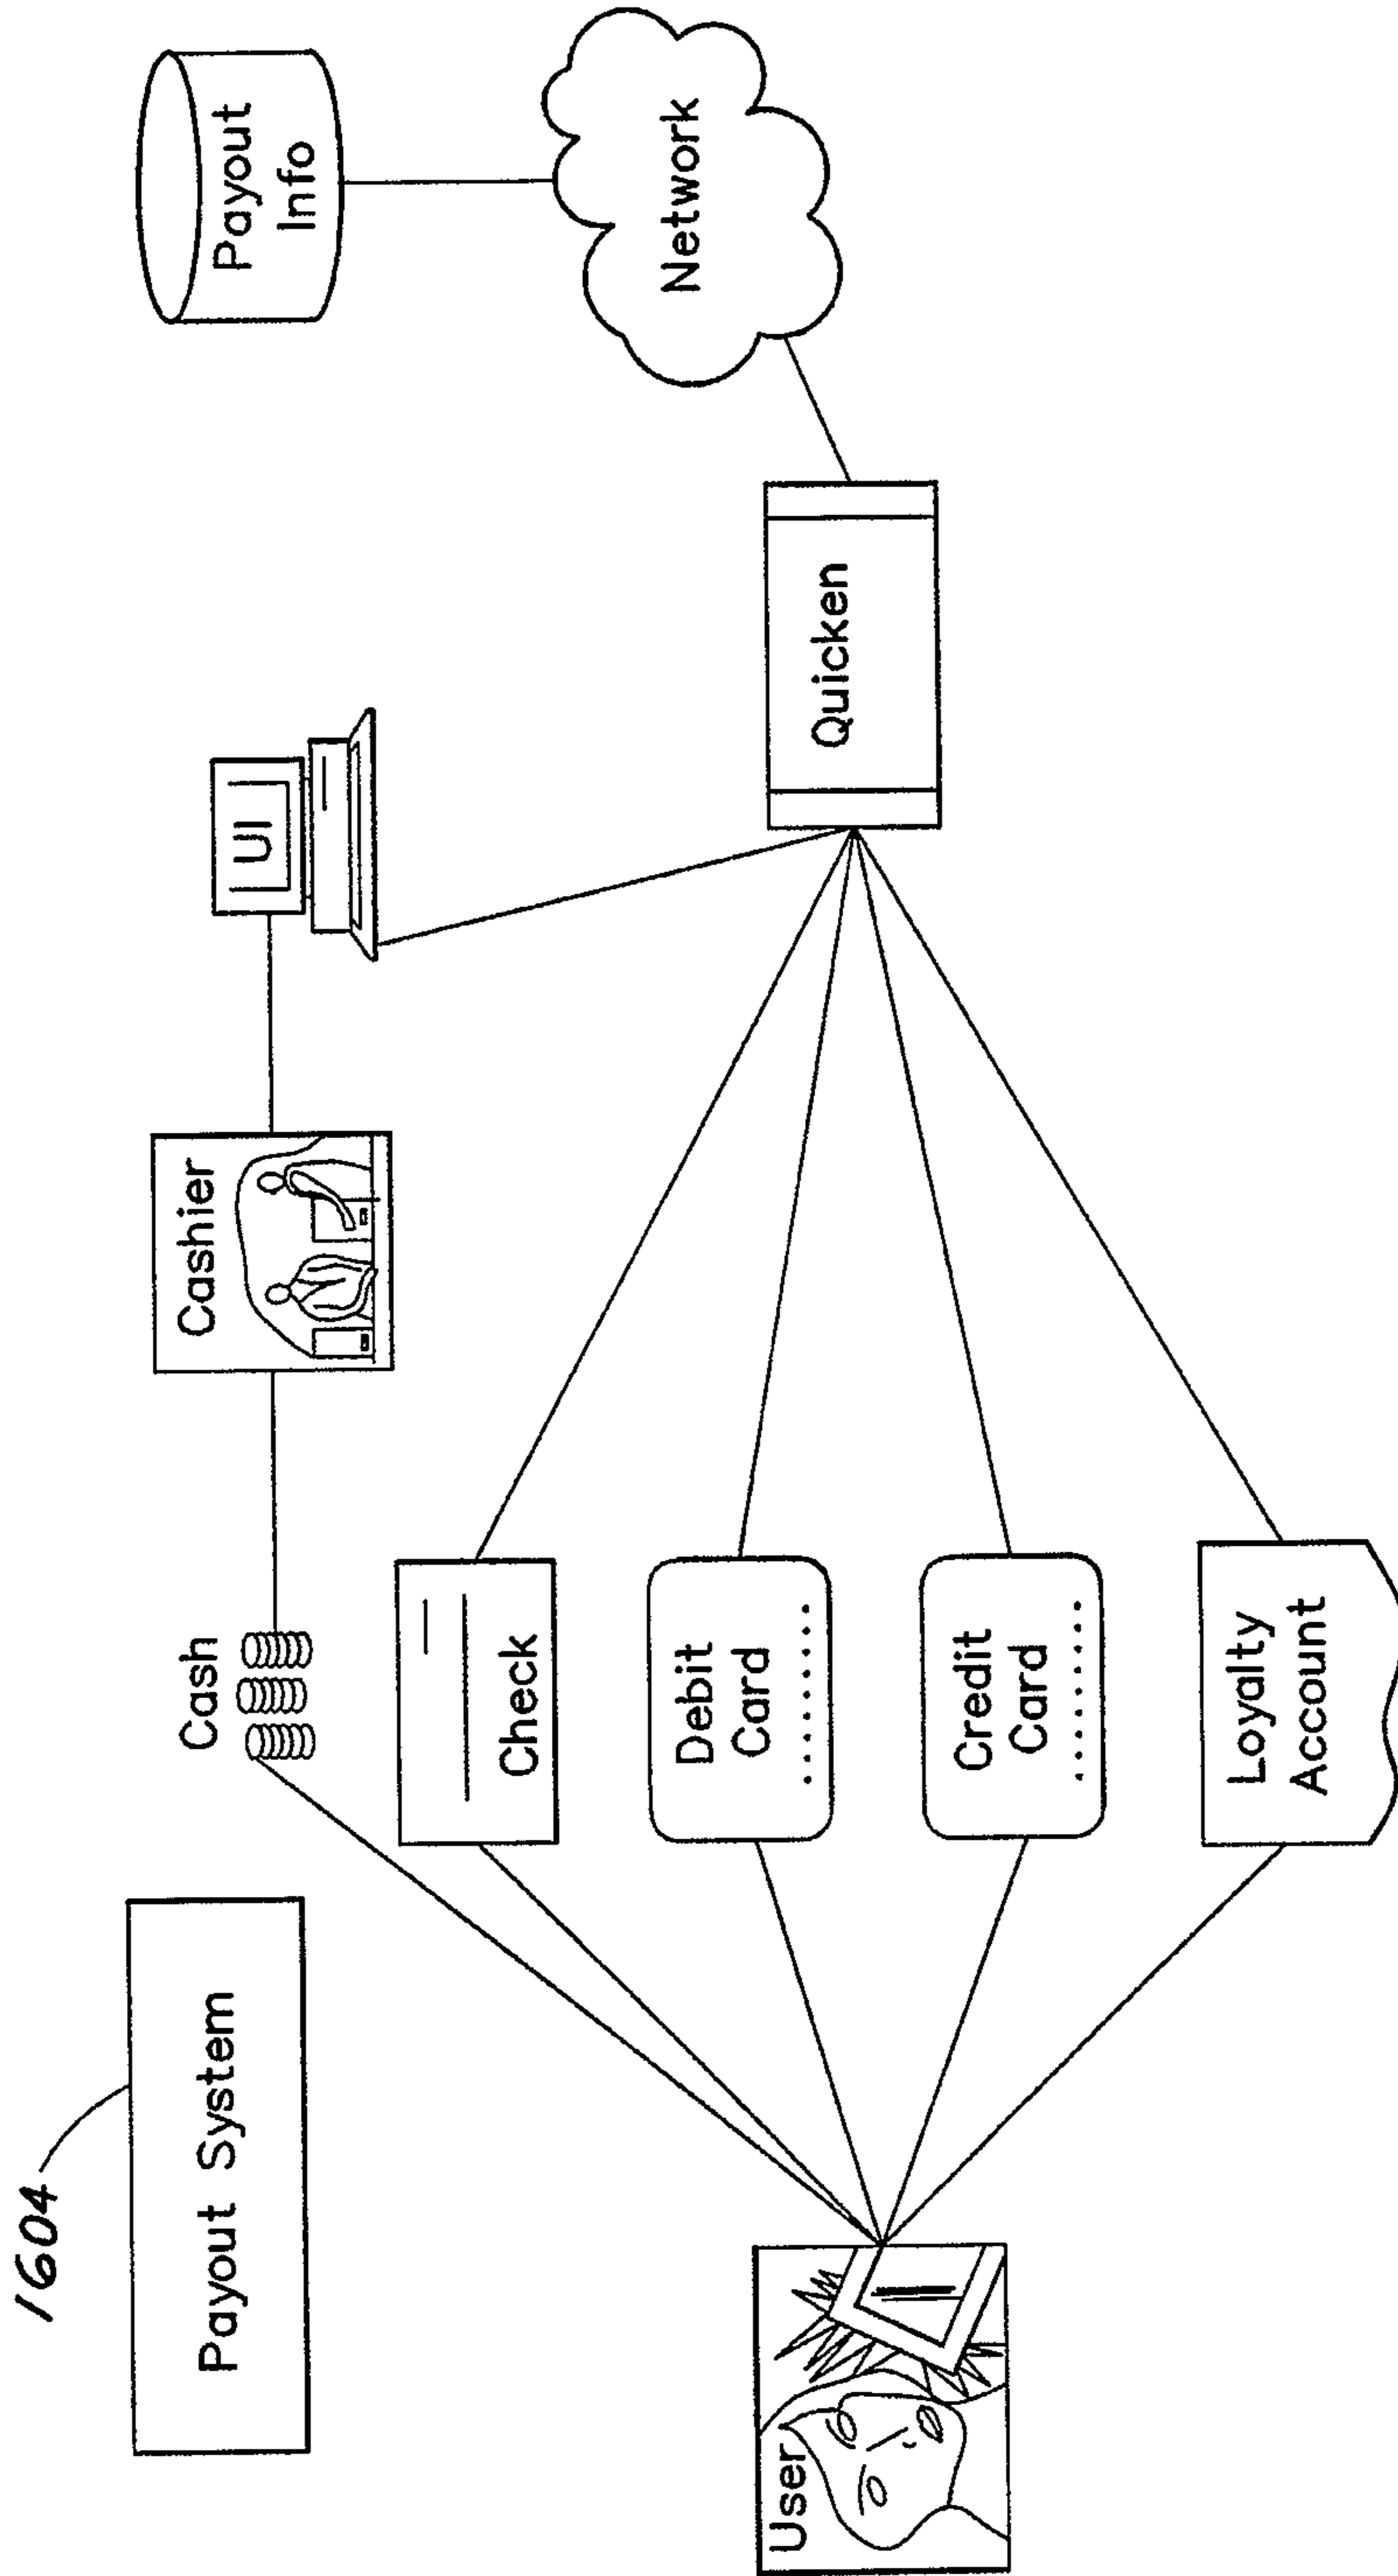 1604
Payout System
Cash
Cashier
UI
Payout
Info
Check
Debit
Card
Credit
Card
Loyalty
Account
User
Quicken
Network